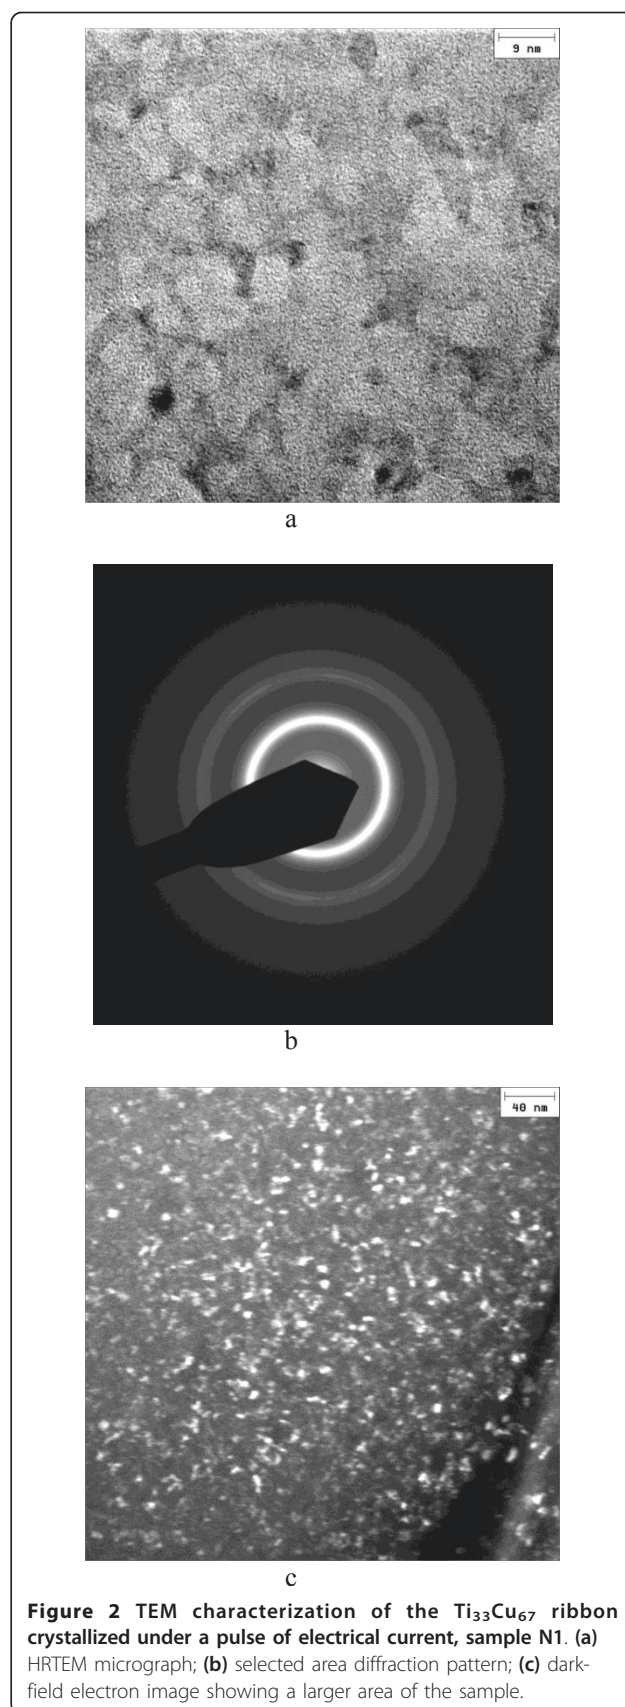 9 nm
a
b
40 nm
c
Figure 2 TEM characterization of the Ti₃₃Cu₆₇ ribbon
crystallized under a pulse of electrical current, sample N1. (a)
HRTEM micrograph; (b) selected area diffraction pattern; (c) dark-
field electron image showing a larger area of the sample.